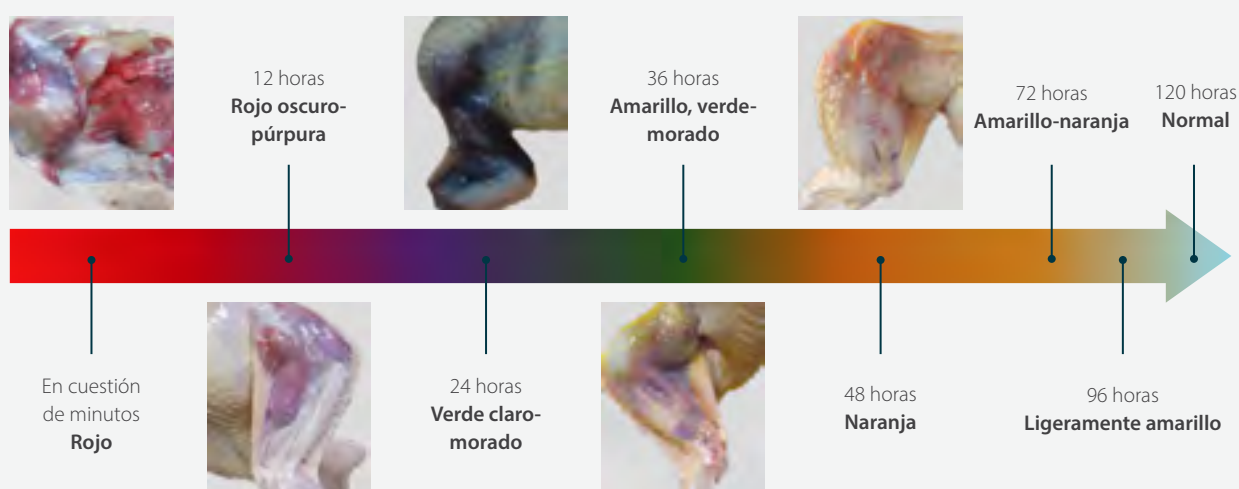 12 horas
Rojo oscuro-
púrpura
36 horas
Amarillo, verde-
morado
72 horas
Amarillo-naranja
120 horas
Normal
En cuestión
de minutos
Rojo
24 horas
Verde claro-
morado
48 horas
Naranja
96 horas
Ligeramente amarillo